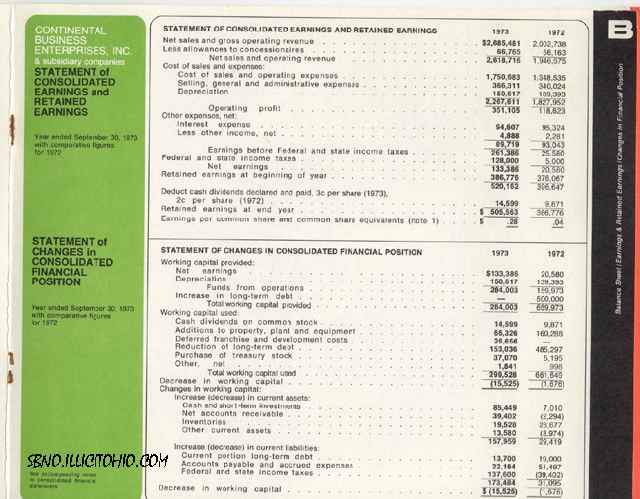 CONTINENTAL
BUSINESS
ENTERPRISES, INC.
& subsidiary companies
STATEMENT of
CONSOLIDATED
EARNINGS and
RETAINED
EARNINGS
Year ended September 30, 1973
with comparative figures
for 1972
STATEMENT OF CONSOLIDATED EARNINGS AND RETAINED EARNINGS 1973 1972
Net sales and gross operating revenue $2,685,481 2,002,738
Less allowances to concessionaires 66,765 56,163
Net sales and operating revenue 2,618,716 1,946,575
Cost of sales and expenses:
Cost of sales and operating expenses 1,750,683 1,348,535
Selling, general and administrative expenses 366,311 340,024
Depreciation 150,617 139,393
2,267,611 1,827,952
Operating profit 351,105 118,623
Other expenses, net:
Interest expense 94,607 95,324
Less other income, net 4,888 2,281
89,719 93,043
Earnings before Federal and state income taxes 261,386 25,580
Federal and state income taxes 128,000 5,000
Net earnings 133,386 20,580
Retained earnings at beginning of year 386,776 376,067
520,162 396,647
Deduct cash dividends declared and paid, 3c per share (1973),
2c per share (1972) 14,599 9,871
Retained earnings at end year $ 505,563 386,776
Earnings per common share and common share equivalents (note 1) $ .26 .04
STATEMENT of
CHANGES in
CONSOLIDATED
FINANCIAL
POSITION
Year ended September 30, 1973
with comparative figures
for 1972
STATEMENT OF CHANGES IN CONSOLIDATED FINANCIAL POSITION 1973 1972
Working capital provided:
Net earnings $133,386 20,580
Depreciation 150,617 139,393
Funds from operations 284,003 159,973
Increase in long-term debt — 500,000
Total working capital provided 284,003 659,973
Working capital used:
Cash dividends on common stock 14,599 9,871
Additions to property, plant and equipment 66,326 160,288
Deferred franchise and development costs 26,656 —
Reduction of long-term debt 153,036 485,297
Purchase of treasury stock 37,070 5,195
Other, net 1,841 998
Total working capital used 299,528 661,649
Decrease in working capital (15,525) (1,676)
Changes in working capital:
Increase (decrease) in current assets:
Cash and short-term investments 85,449 7,010
Net accounts receivable 39,402 (2,294)
Inventories 19,528 28,677
Other current assets 13,580 (3,974)
157,959 29,419
Increase (decrease) in current liabilities:
Current portion long-term debt 13,700 19,000
Accounts payable and accrued expenses 22,184 51,497
Federal and state income taxes 137,600 (39,402)
173,484 31,095
Decrease in working capital $ (15,525)
See accompanying notes
to consolidated financial
statements
SBNO.ILLICITOHIO.COM
B
Balance Sheet/Earnings & Retained Earnings/Changes in Financial Position